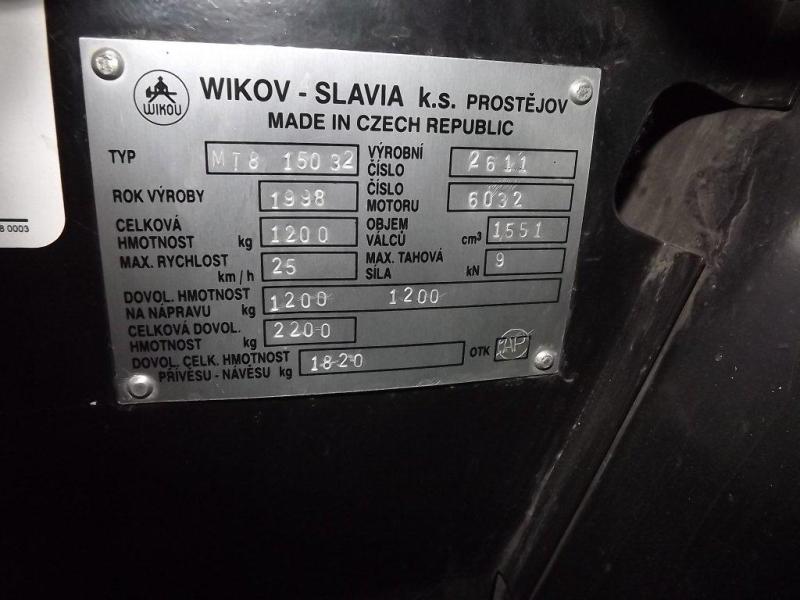 WIKOV
WIKOV - SLAVIA k.s. PROSTĚJOV
MADE IN CZECH REPUBLIC
TYP MT8 150 32
VÝROBNÍ ČÍSLO 2611
ROK VÝROBY 1998
ČÍSLO MOTORU 6032
CELKOVÁ HMOTNOST kg 1200
OBJEM VÁLCŮ cm³ 1551
MAX. RYCHLOST km / h 25
MAX. TAHOVÁ SÍLA kN 9
DOVOL. HMOTNOST NA NÁPRAVU kg 1200 1200
CELKOVÁ DOVOL. HMOTNOST kg 2200
DOVOL. CELK. HMOTNOST PŘÍVĚSU - NÁVĚSU kg 1820
OTK AP
8 0003